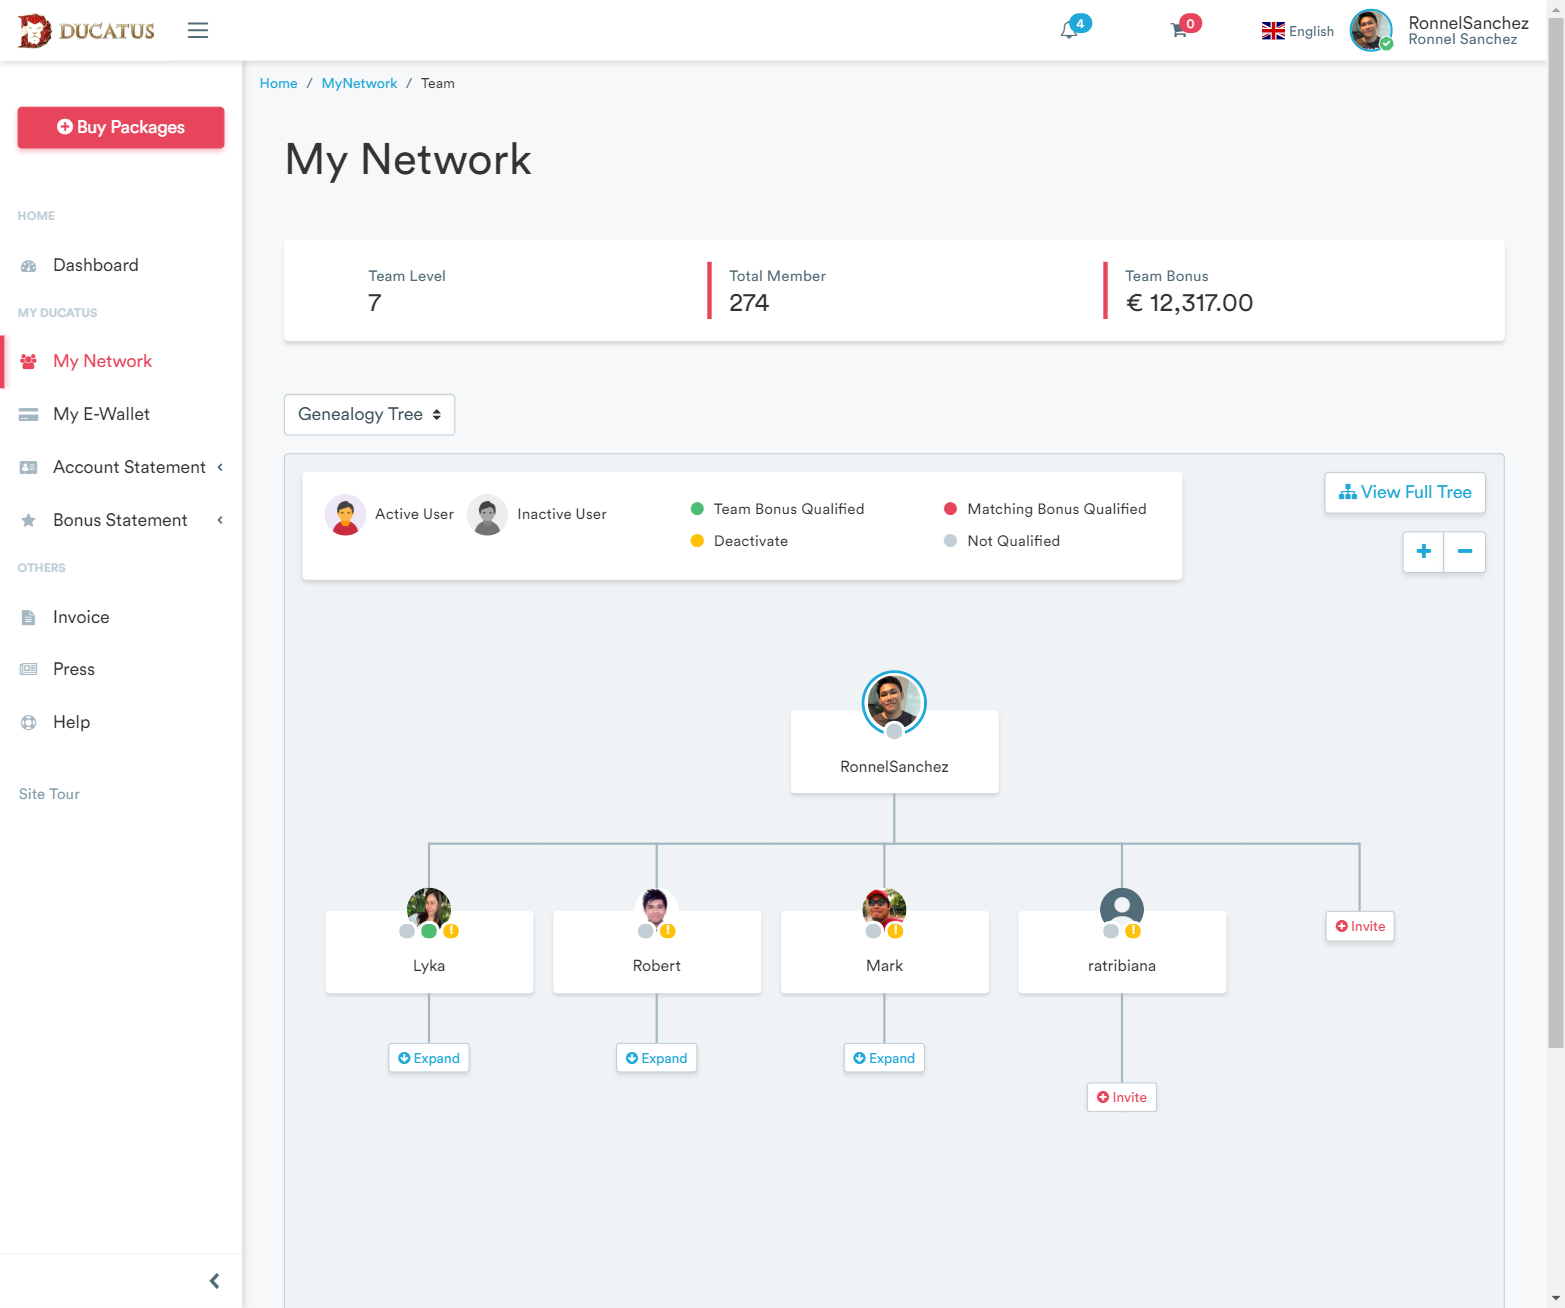 DUCATUS
4
0
English
RonnelSanchez
Ronnel Sanchez
Home / MyNetwork / Team
Buy Packages
My Network
HOME
Dashboard
MY DUCATUS
My Network
My E-Wallet
Account Statement
Bonus Statement
OTHERS
Invoice
Press
Help
Site Tour
Team Level
7
Total Member
274
Team Bonus
€ 12,317.00
Genealogy Tree
Active User
Inactive User
Team Bonus Qualified
Matching Bonus Qualified
Deactivate
Not Qualified
View Full Tree
RonnelSanchez
Lyka
Robert
Mark
ratribiana
Invite
Expand
Expand
Expand
Invite